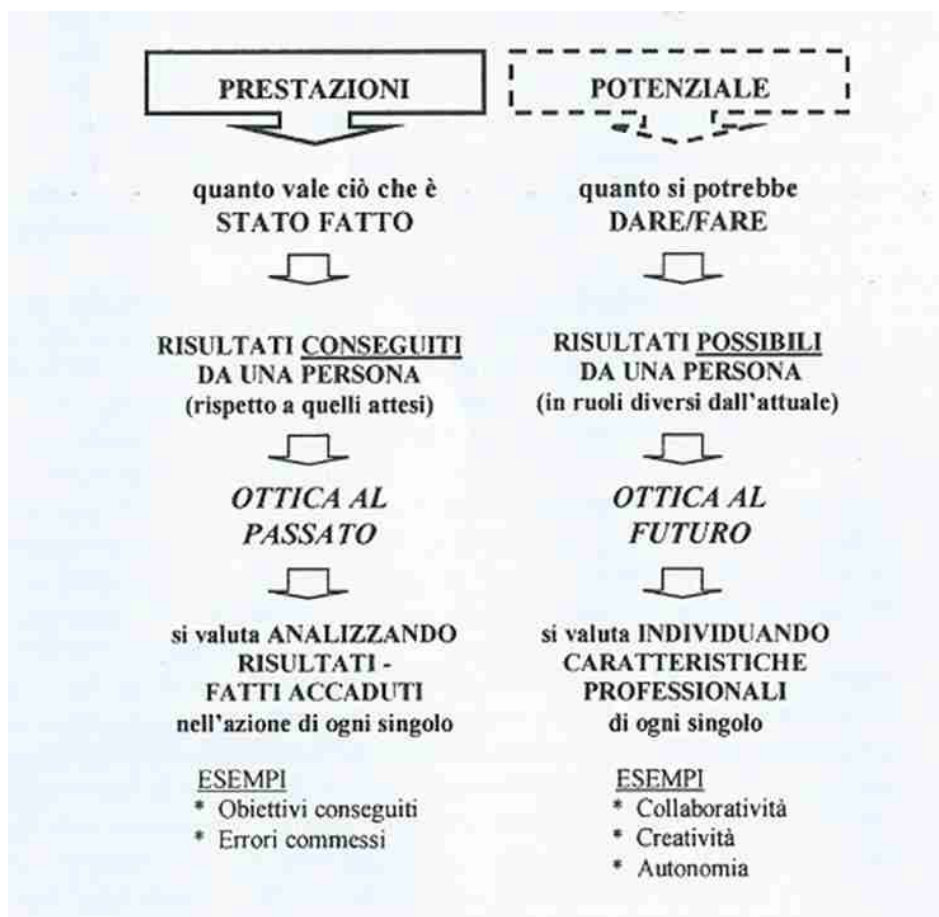 PRESTAZIONI
quanto vale ciò che è
STATO FATTO
RISULTATI CONSEGUITI
DA UNA PERSONA
(rispetto a quelli attesi)
OTTICA AL
PASSATO
si valuta ANALIZZANDO
RISULTATI -
FATTI ACCADUTI
nell'azione di ogni singolo
ESEMPI
* Obiettivi conseguiti
* Errori commessi
POTENZIALE
quanto si potrebbe
DARE/FARE
RISULTATI POSSIBILI
DA UNA PERSONA
(in ruoli diversi dall'attuale)
OTTICA AL
FUTURO
si valuta INDIVIDUANDO
CARATTERISTICHE
PROFESSIONALI
di ogni singolo
ESEMPI
* Collaboratività
* Creatività
* Autonomia